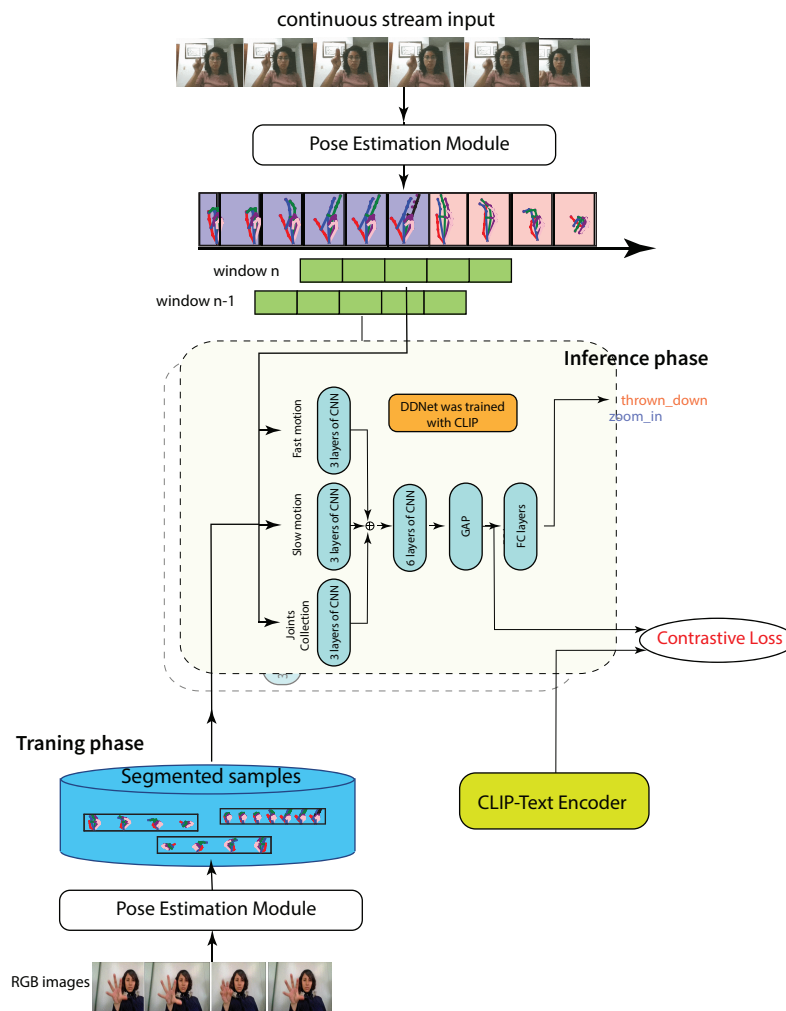 continuous stream input
Pose Estimation Module
window n
window n-1
Inference phase
thrown_down
zoom_in
DDNet was trained
with CLIP
Fast motion
3 layers of CNN
Slow motion
3 layers of CNN
Joints
Collection
3 layers of CNN
6 layers of CNN
GAP
FC layers
Contrastive Loss
Traning phase
Segmented samples
CLIP-Text Encoder
Pose Estimation Module
RGB images